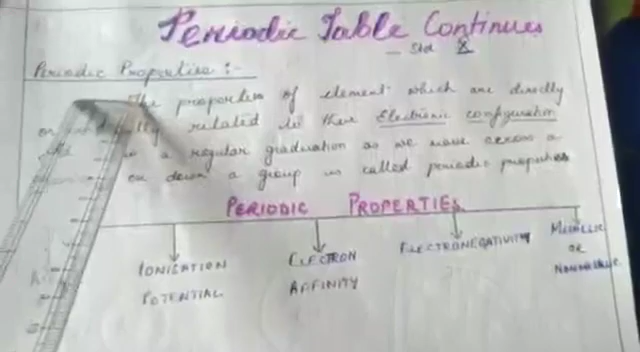 Periodic Table Continues
- Std X
Periodic Properties :-
The properties of element which are directly
or related to their Electronic configuration
a regular graduation as we move across a
or down a group is called periodic properties
PERIODIC PROPERTIES
IONISATION POTENTIAL
ELECTRON AFFINITY
ELECTRONEGATIVITY
METALLIC OR